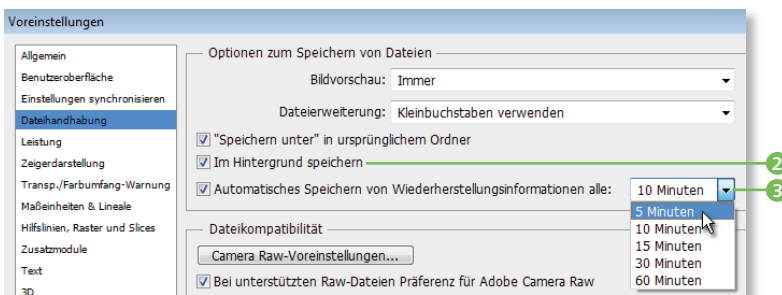 Voreinstellungen
Allgemein
Benutzeroberfläche
Einstellungen synchronisieren
Dateihandhabung
Leistung
Zeigerdarstellung
Transp./Farbumfang-Warnung
Maßeinheiten & Lineale
Hilfslinien, Raster und Slices
Zusatzmodule
Text
3D
Optionen zum Speichern von Dateien
Bildvorschau: Immer
Dateierweiterung: Kleinbuchstaben verwenden
"Speichern unter" in ursprünglichem Ordner
Im Hintergrund speichern
2
Automatisches Speichern von Wiederherstellungsinformationen alle: 10 Minuten
3
5 Minuten
10 Minuten
15 Minuten
30 Minuten
60 Minuten
Dateikompatibilität
Camera Raw-Voreinstellungen...
Bei unterstützten Raw-Dateien Präferenz für Adobe Camera Raw